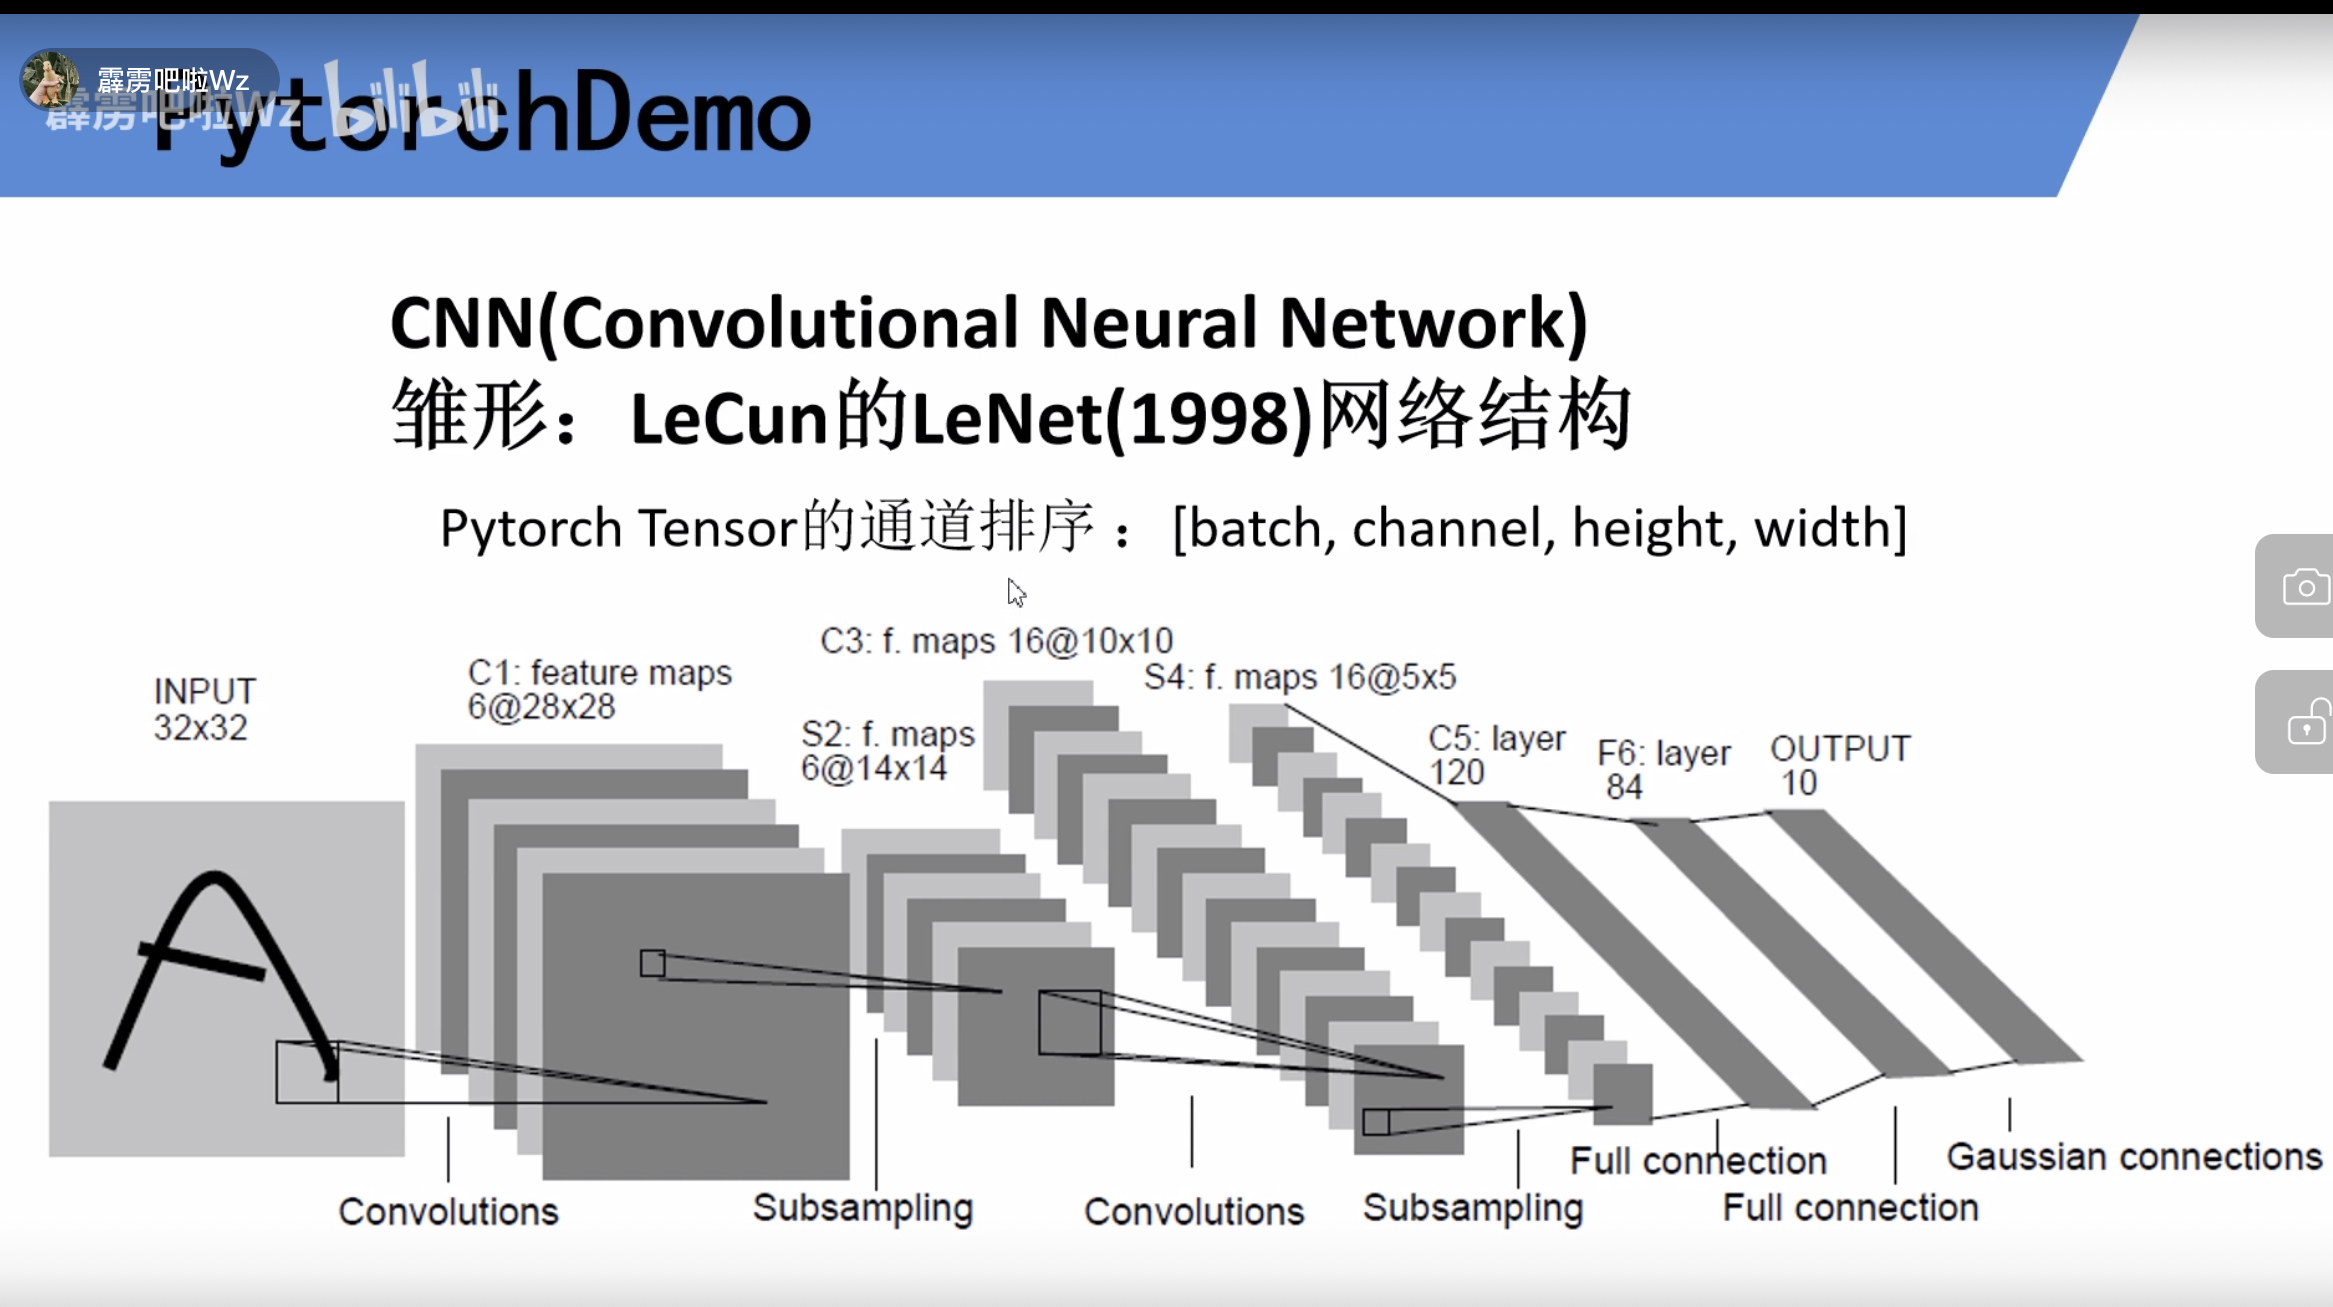 霹雳吧啦Wz
霹雳吧啦Wz bilibili
PytorchDemo
CNN(Convolutional Neural Network)
雏形：LeCun的LeNet(1998)网络结构
Pytorch Tensor的通道排序：[batch, channel, height, width]
INPUT
32x32
C1: feature maps
6@28x28
S2: f. maps
6@14x14
C3: f. maps 16@10x10
S4: f. maps 16@5x5
C5: layer
120
F6: layer
84
OUTPUT
10
Convolutions
Subsampling
Convolutions
Subsampling
Full connection
Full connection
Gaussian connections